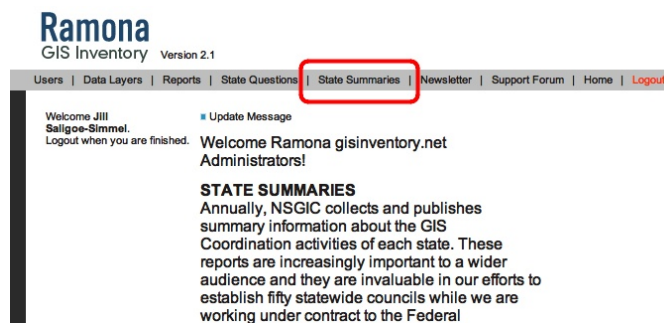 Ramona
GIS Inventory Version 2.1
Users | Data Layers | Reports | State Questions | State Summaries | Newsletter | Support Forum | Home | Logout
Welcome Jill
Saligoe-Simmel.
Logout when you are finished.
Update Message
Welcome Ramona gisinventory.net
Administrators!
STATE SUMMARIES
Annually, NSGIC collects and publishes
summary information about the GIS
Coordination activities of each state. These
reports are increasingly important to a wider
audience and they are invaluable in our efforts to
establish fifty statewide councils while we are
working under contract to the Federal